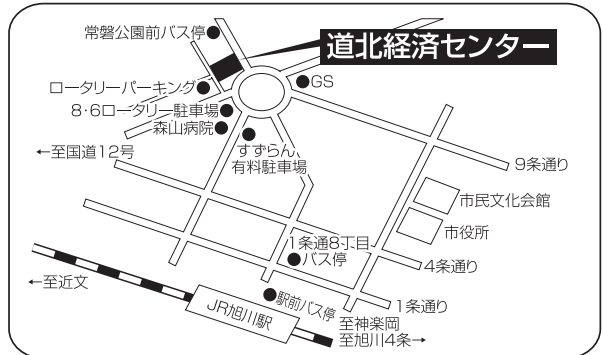 常磐公園前バス停
道北経済センター
ロータリーパーキング
GS
8・6ロータリー駐車場
森山病院
すずらん
有料駐車場
←至国道12号
9条通り
市民文化会館
市役所
1条通8丁目
バス停
4条通り
←至近文
駅前バス停
1条通り
JR旭川駅
至神楽岡
至旭川4条→